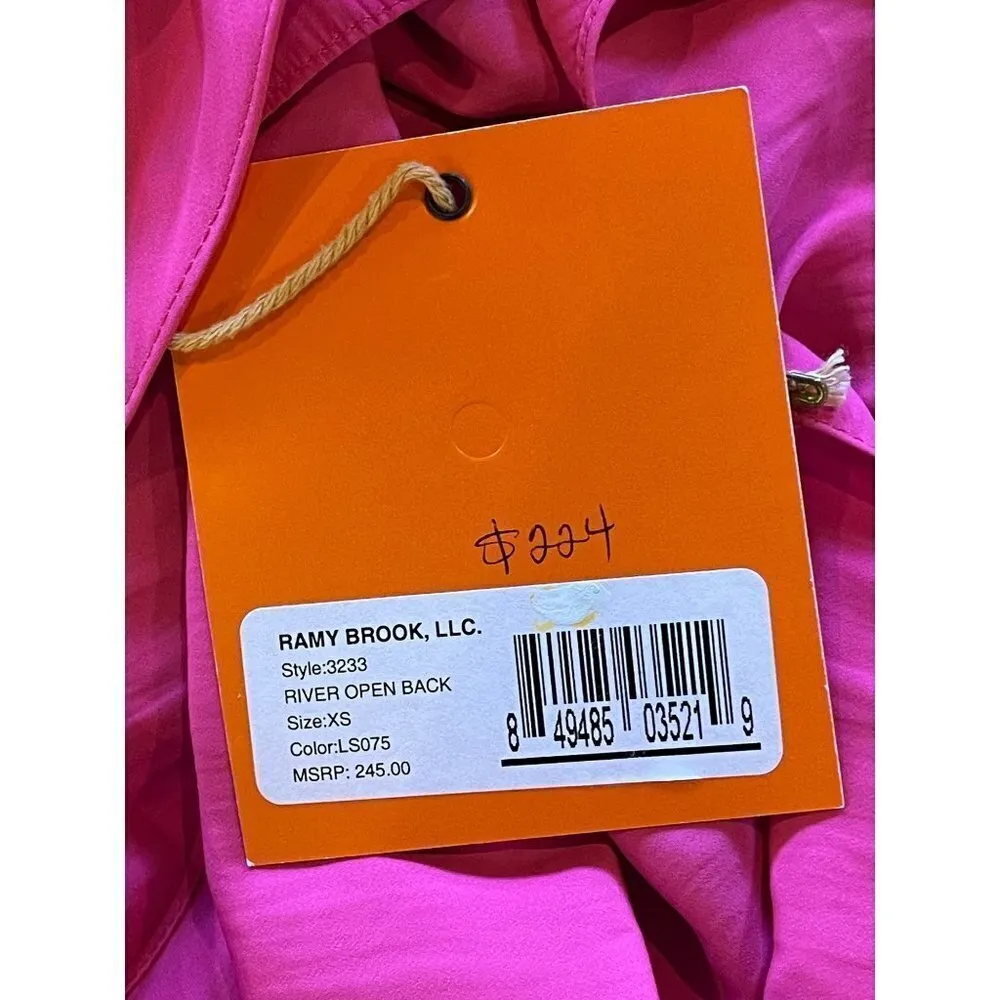 $224
RAMY BROOK, LLC.
Style:3233
RIVER OPEN BACK
Size:XS
Color:LS075
MSRP: 245.00
8 49485 03521 9